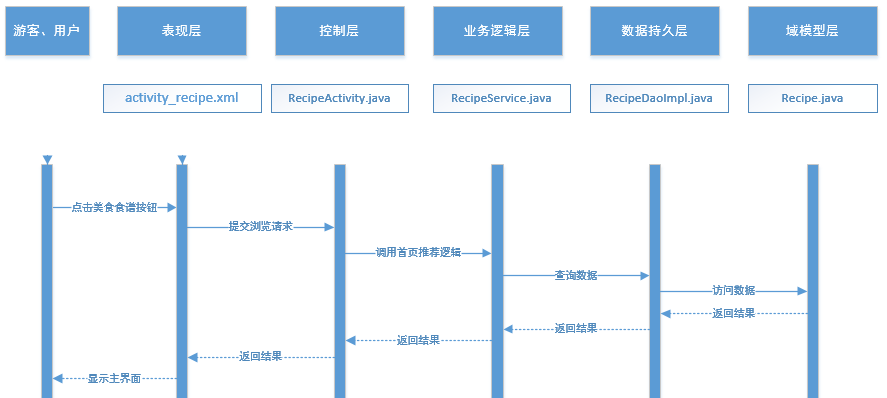 游客、用户
表现层
控制层
业务逻辑层
数据持久层
域模型层
activity_recipe.xml
RecipeActivity.java
RecipeService.java
RecipeDaoImpl.java
Recipe.java
点击美食食谱按钮
提交浏览请求
调用首页推荐逻辑
查询数据
访问数据
返回结果
返回结果
返回结果
返回结果
显示主界面